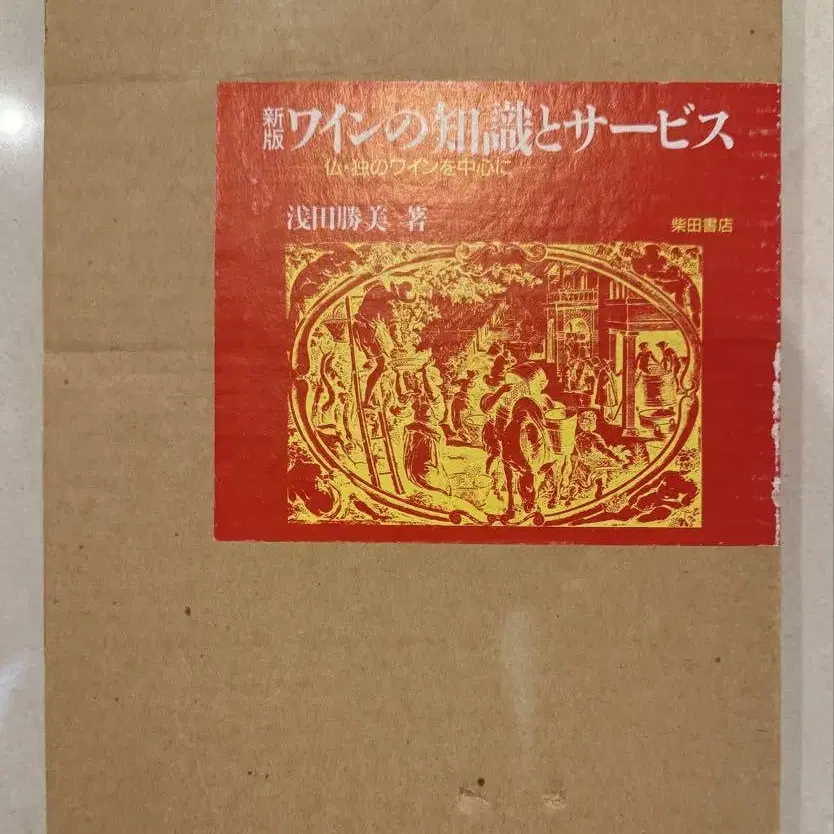 新版 ワインの知識とサービス
仏・独のワインを中心に
浅田勝美 著
柴田書店